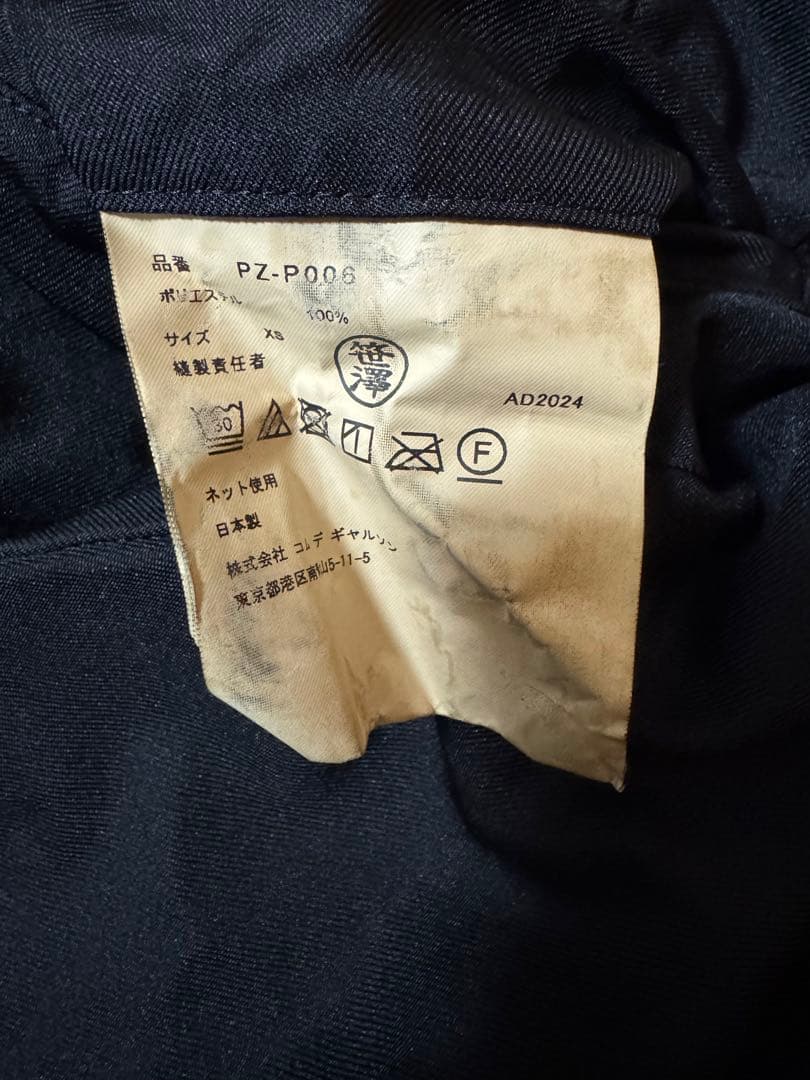 品番 PZ-P006
ポリエステル
100%
サイズ XS
縫製責任者 笹澤
AD2024
30 F
ネット使用
日本製
株式会社 コムデ ギャルソン
東京都港区南青山5-11-5